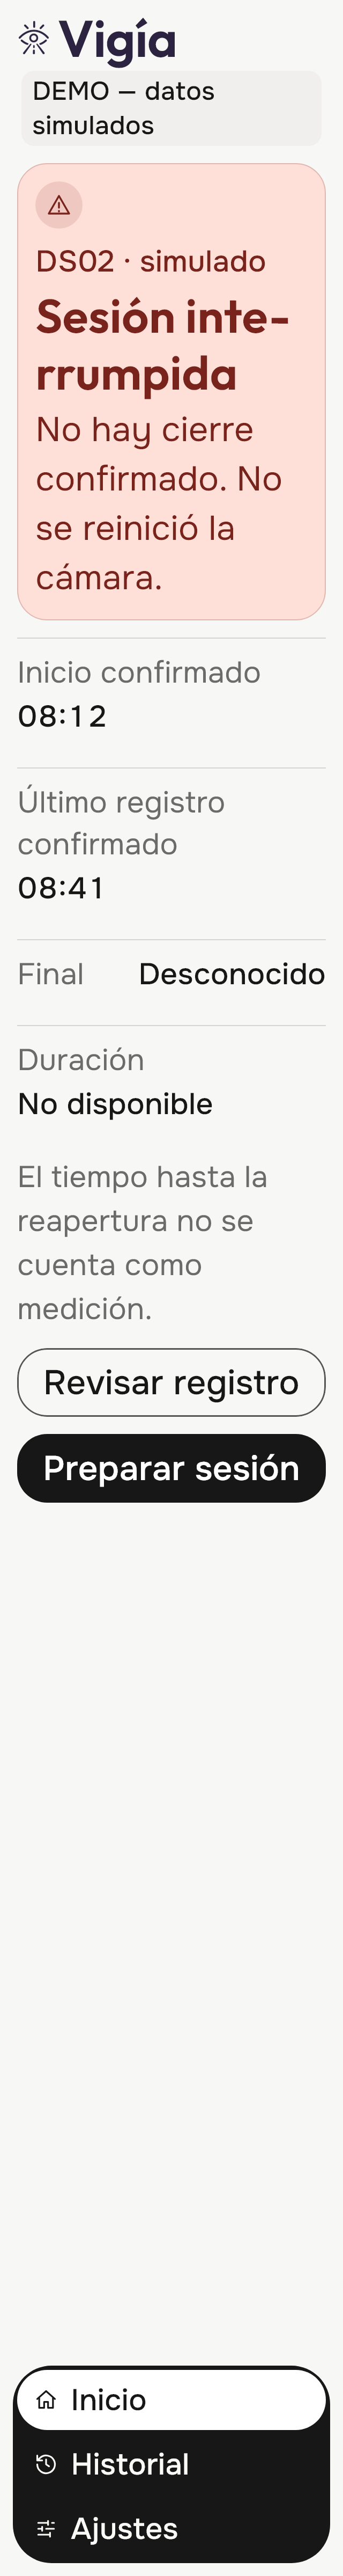 Vigía
DEMO — datos
simulados
DS02 · simulado
Sesión inte-
rrumpida
No hay cierre
confirmado. No
se reinició la
cámara.
Inicio confirmado
08:12
Último registro
confirmado
08:41
Final Desconocido
Duración
No disponible
El tiempo hasta la
reapertura no se
cuenta como
medición.
Revisar registro
Preparar sesión
Inicio
Historial
Ajustes